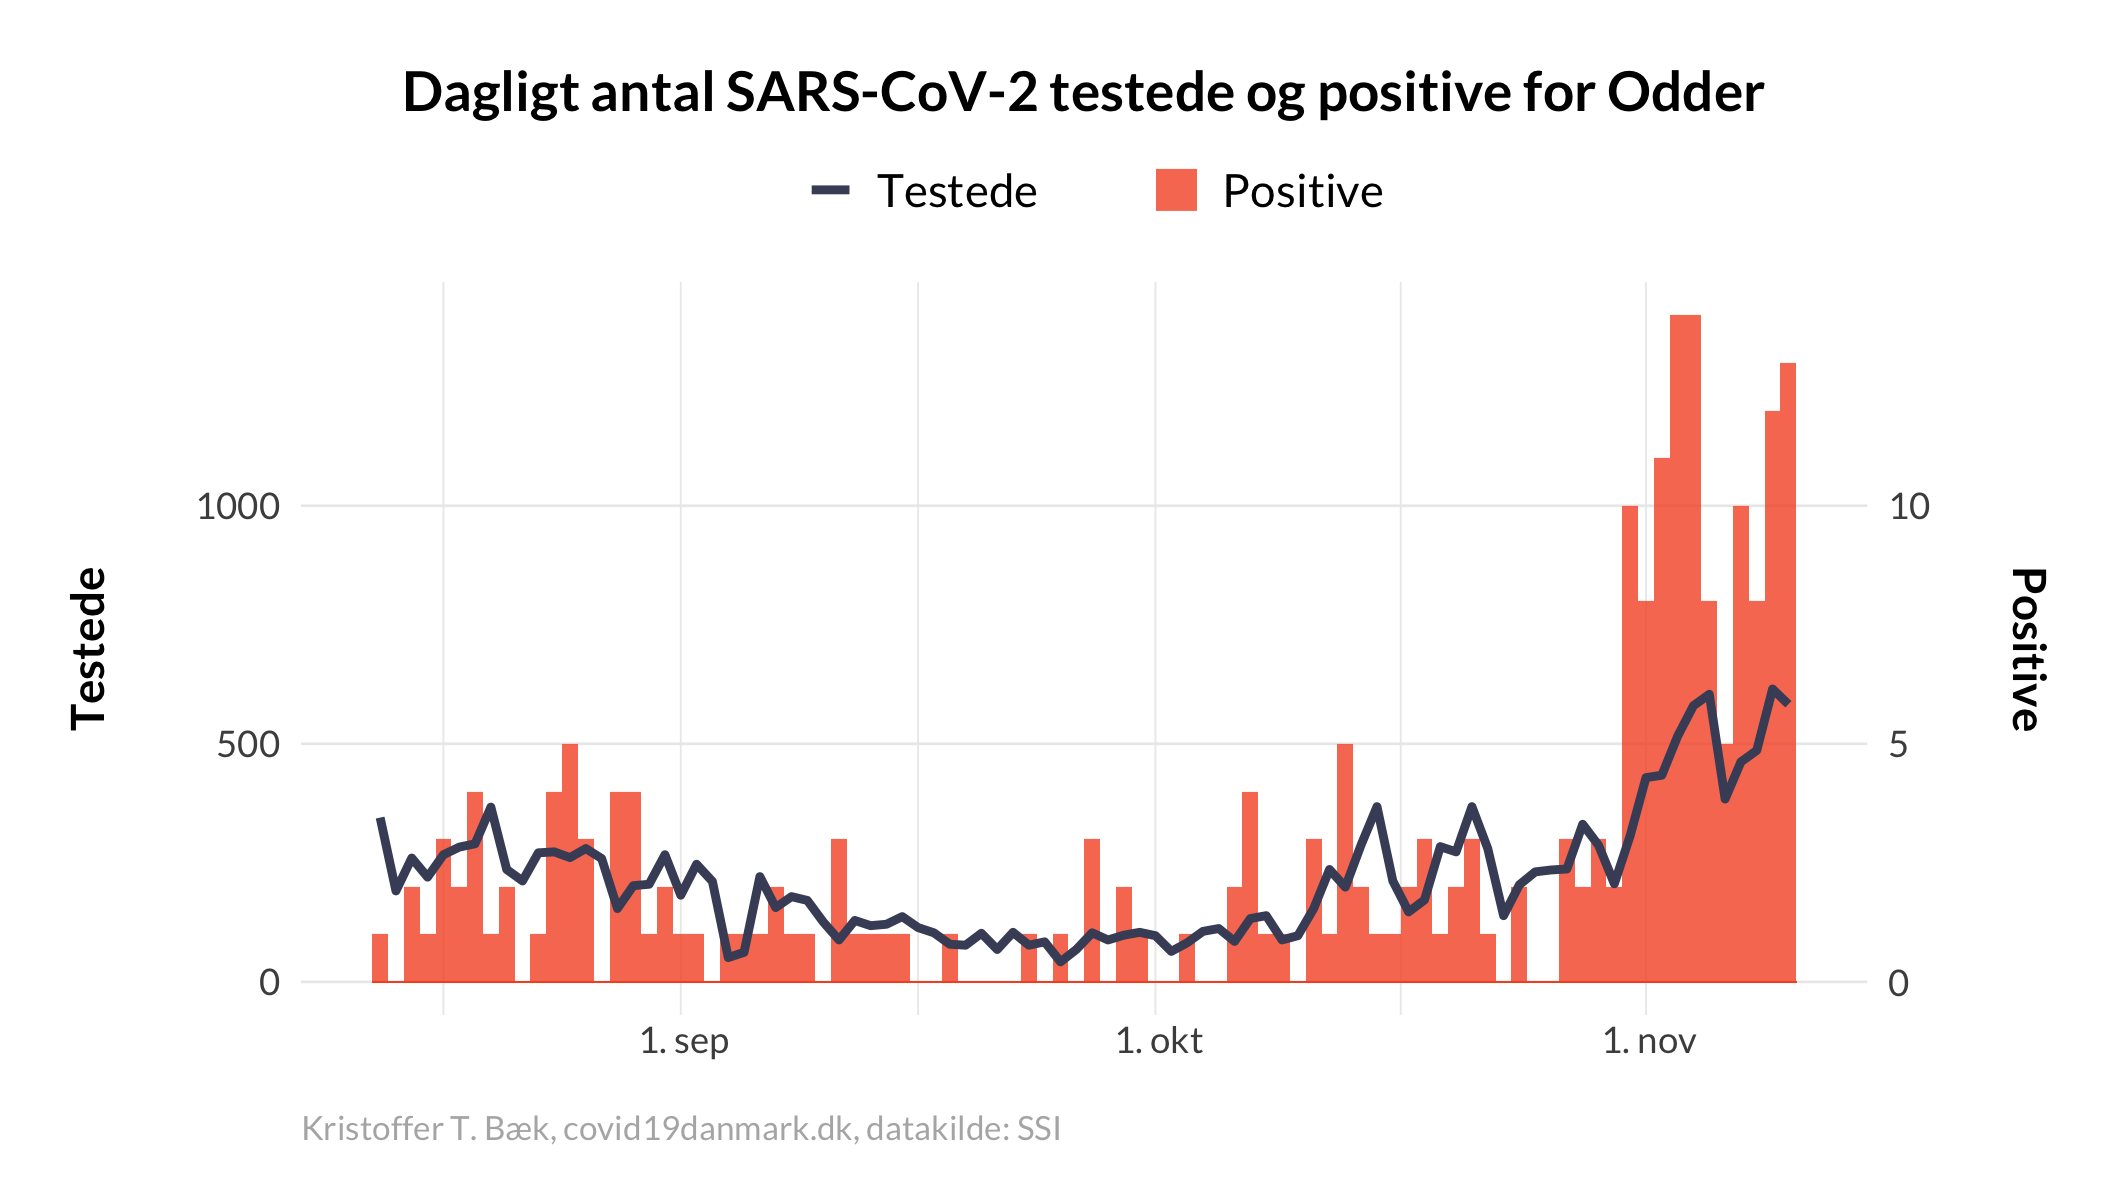 Dagligt antal SARS-CoV-2 testede og positive for Odder
Testede
Positive
1000
500
0
Testede
10
5
0
Positive
1. sep
1. okt
1. nov
Kristoffer T. Bæk, covid19danmark.dk, datakilde: SSI